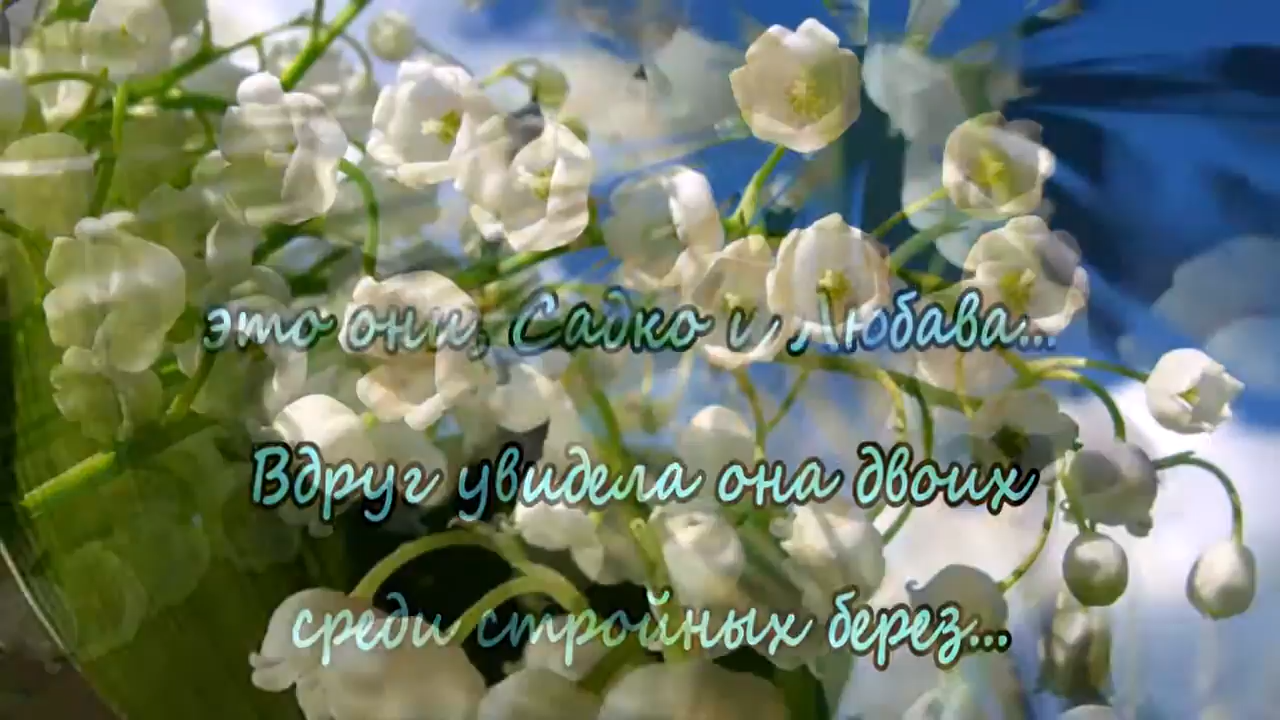 это они, Садко и Любава...
Вдруг увидела она двоих
среди стройных берез...